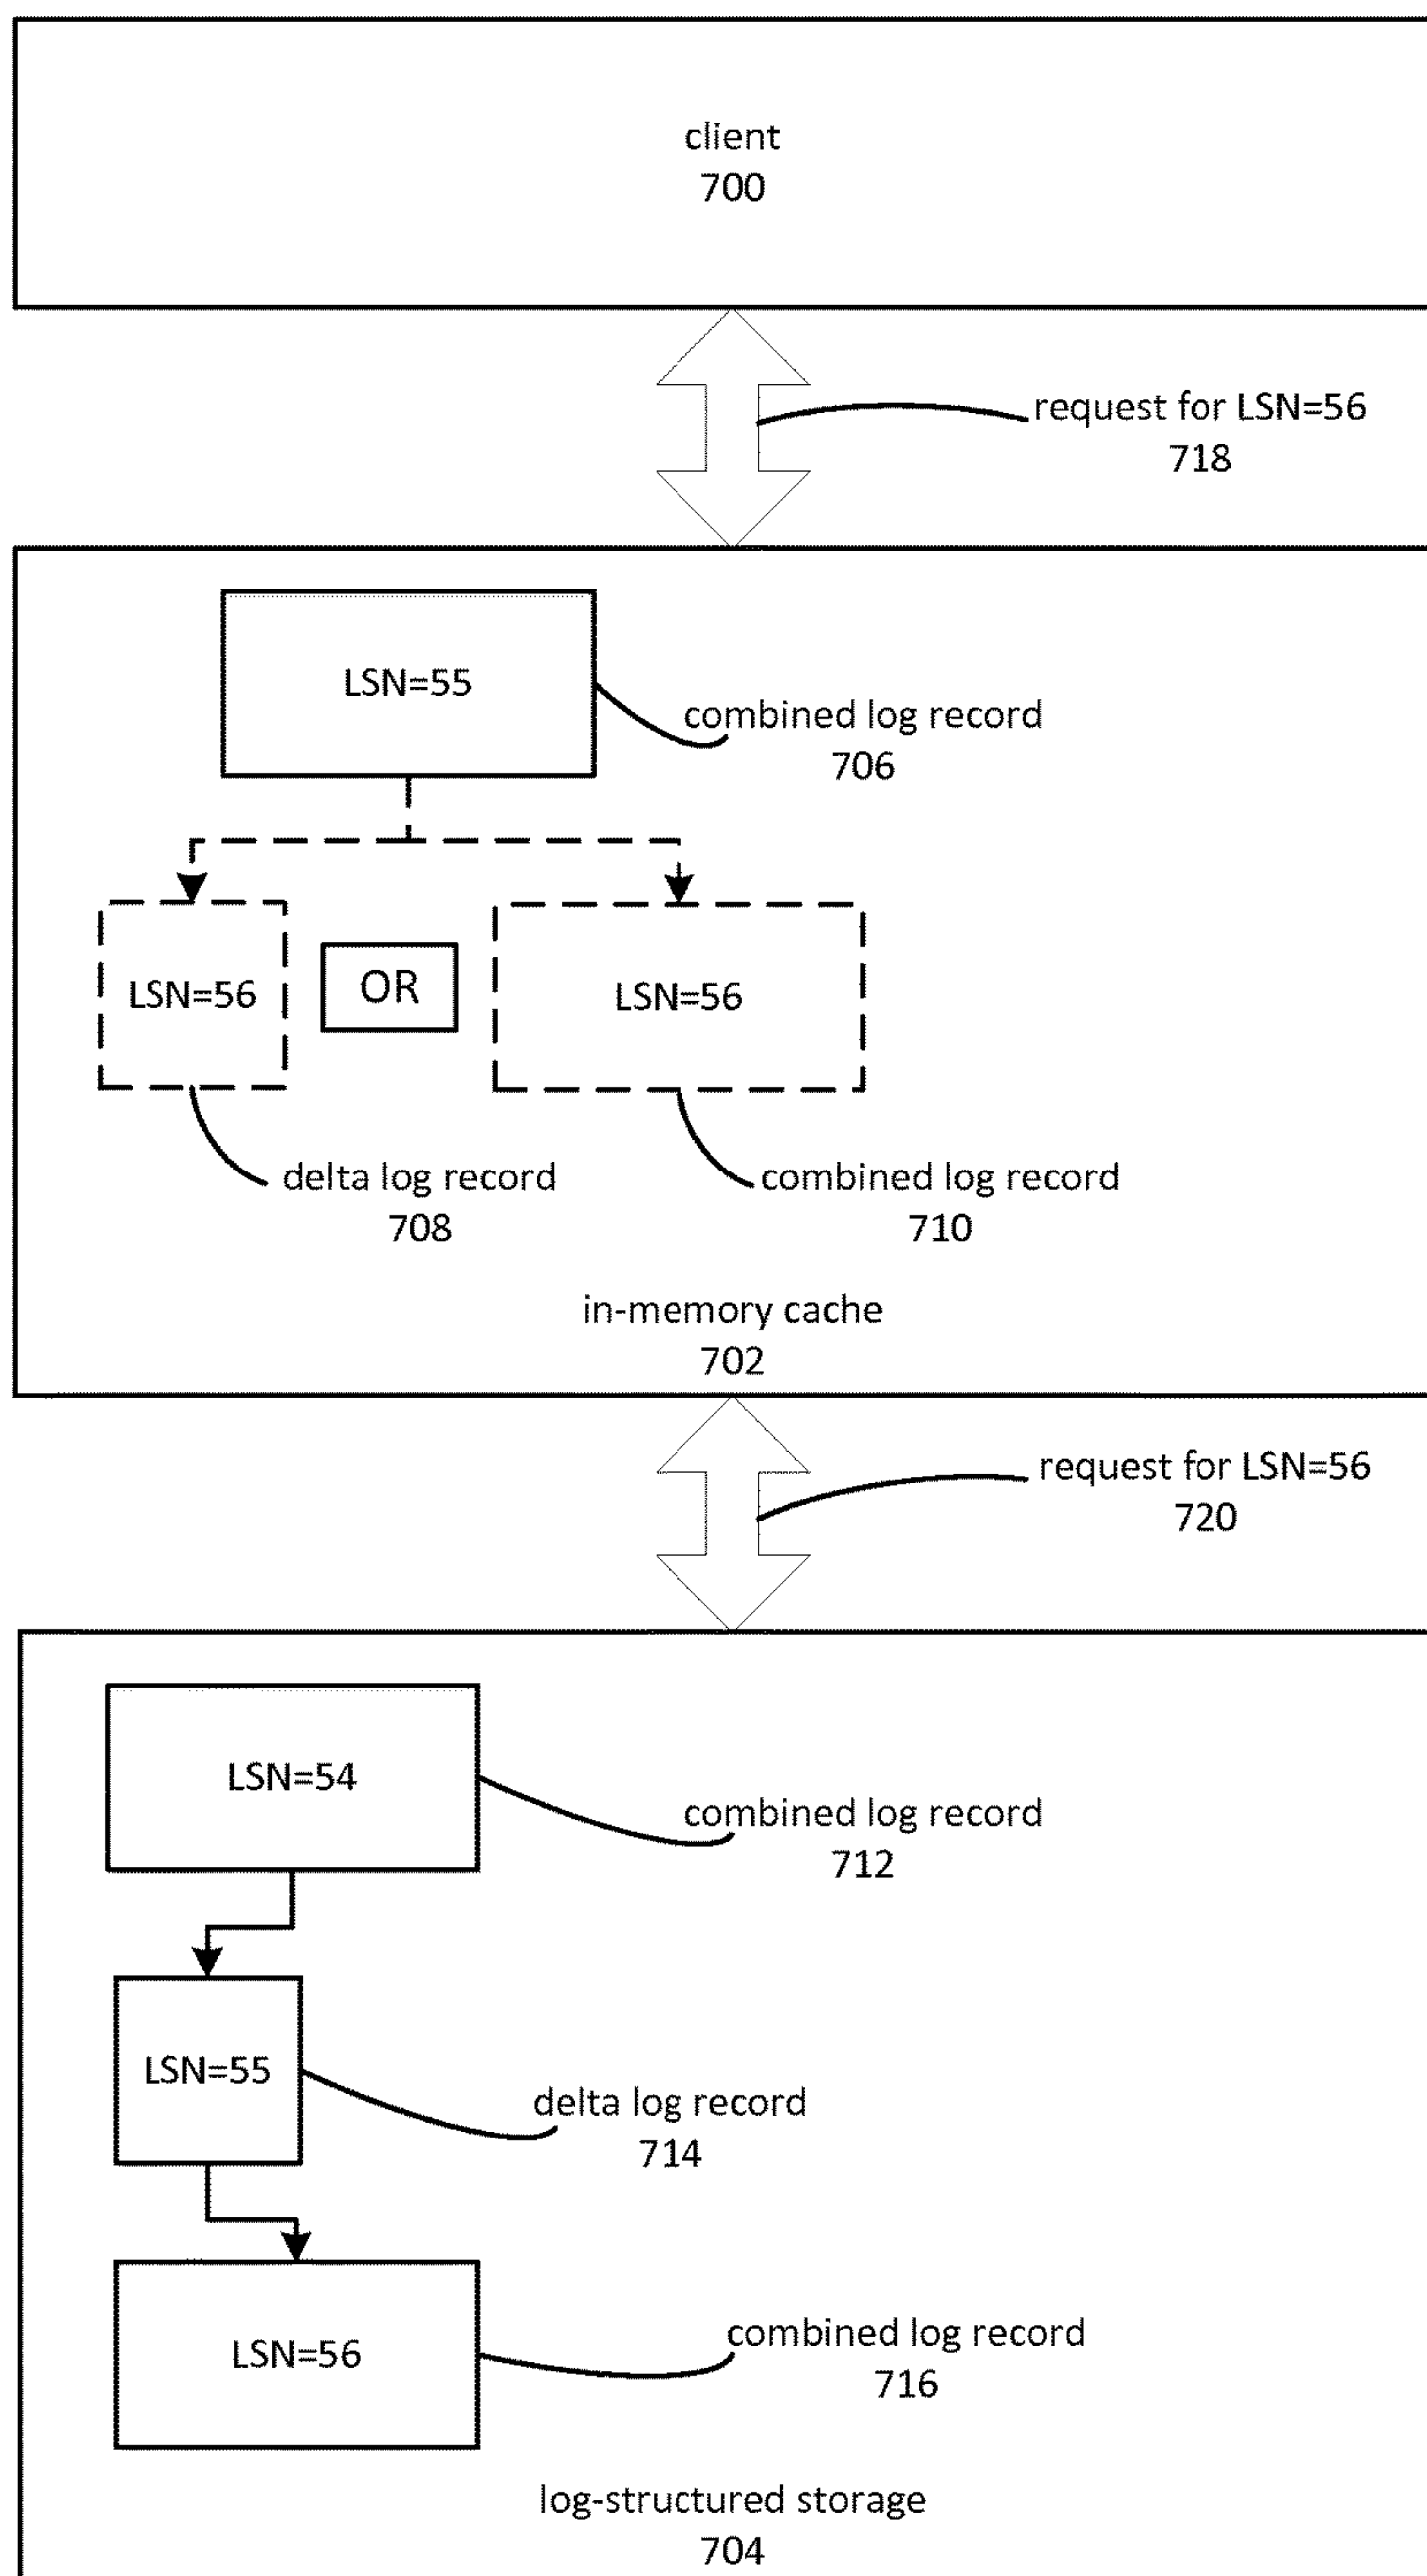 client
700
request for LSN=56
718
LSN=55
combined log record
706
LSN=56
OR
LSN=56
delta log record
708
combined log record
710
in-memory cache
702
request for LSN=56
720
LSN=54
combined log record
712
LSN=55
delta log record
714
LSN=56
combined log record
716
log-structured storage
704